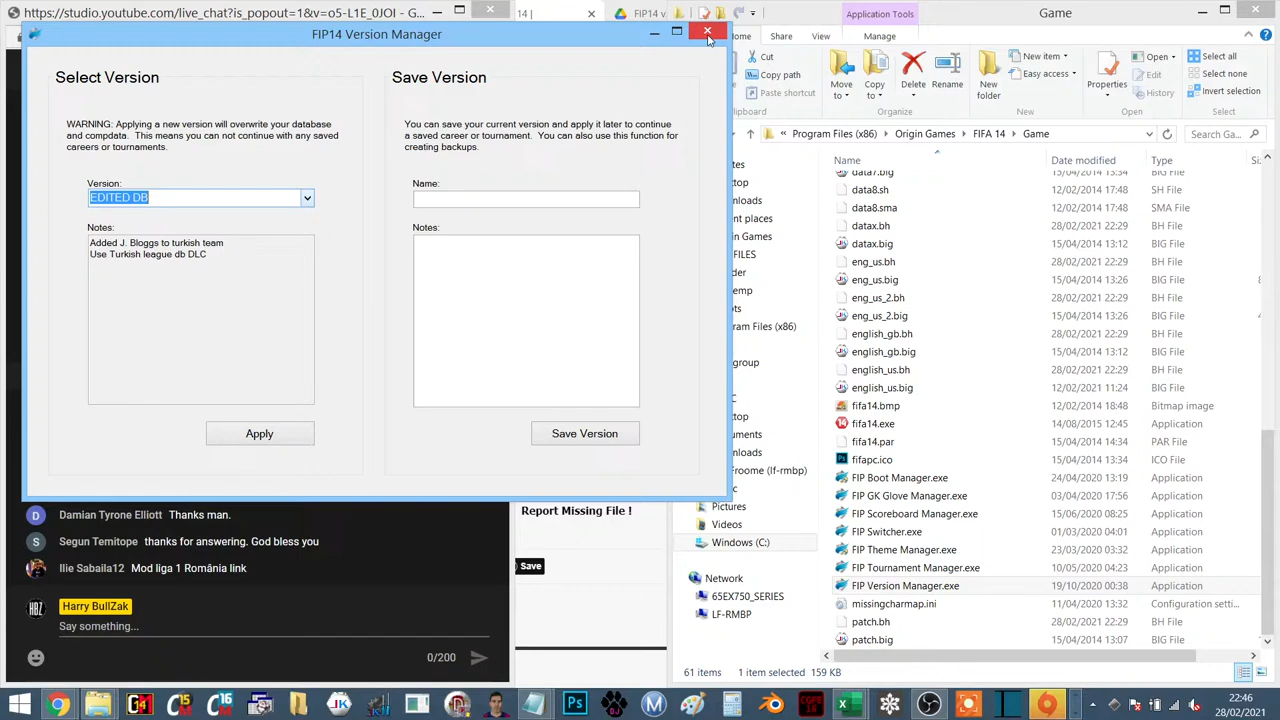 https://studio.youtube.com/live_chat?is_popout=1&v=o5-L1E_0JOI - Google...
14 |
FIP14 v
FIP14 Version Manager
Select Version
WARNING: Applying a new version will overwrite your database
and compdata. This means you can not continue with any saved
careers or tournaments.
Version:
EDITED DB
Notes:
Added J. Bloggs to turkish team
Use Turkish league db DLC
Apply
Save Version
You can save your current version and apply it later to continue
a saved career or tournament. You can also use this function for
creating backups.
Name:
Notes:
Save Version
Damian Tyrone Elliott Thanks man.
Segun Temitope thanks for answering. God bless you
Ilie Sabaila12 Mod liga 1 România link
Harry BullZak
Say something...
0/200
Report Missing File !
Save
Application Tools
Game
Home Share View Manage
Cut
Copy path
Paste shortcut
Clipboard
Move to
Copy to
Delete
Rename
Organize
New folder
New item
Easy access
New
Properties
Open
Edit
History
Open
Select all
Select none
Invert selection
Select
« Program Files (x86) Origin Games FIFA 14 Game
Search Ga...
Pictures
Videos
Windows (C:)
Network
65EX750_SERIES
LF-RMBP
Name Date modified Type
data7.big 15/04/2014 13:34 BIG File
data8.sh 12/02/2014 17:48 SH File
data8.sma 12/02/2014 17:48 SMA File
datax.bh 28/02/2021 22:29 BH File
datax.big 15/04/2014 13:12 BIG File
eng_us.bh 28/02/2021 22:29 BH File
eng_us.big 15/04/2014 13:26 BIG File
eng_us_2.bh 28/02/2021 22:29 BH File
eng_us_2.big 15/04/2014 13:26 BIG File
english_gb.bh 28/02/2021 22:29 BH File
english_gb.big 15/04/2014 13:12 BIG File
english_us.bh 28/02/2021 22:29 BH File
english_us.big 12/02/2014 11:24 BIG File
fifa14.bmp 12/02/2014 18:48 Bitmap image
fifa14.exe 14/08/2015 12:45 Application
fifa14.par 15/04/2014 13:34 PAR File
fifapc.ico 15/04/2014 13:34 ICO File
FIP Boot Manager.exe 24/04/2020 13:19 Application
FIP GK Glove Manager.exe 03/04/2020 17:56 Application
FIP Scoreboard Manager.exe 15/06/2020 08:25 Application
FIP Switcher.exe 01/03/2020 04:01 Application
FIP Theme Manager.exe 23/03/2020 03:32 Application
FIP Tournament Manager.exe 10/05/2020 04:23 Application
FIP Version Manager.exe 19/10/2020 00:38 Application
missingcharmap.ini 11/04/2020 13:32 Configuration setti...
patch.bh 28/02/2021 22:29 BH File
patch.big 15/04/2014 13:07 BIG File
61 items 1 item selected 159 KB
22:46
28/02/2021